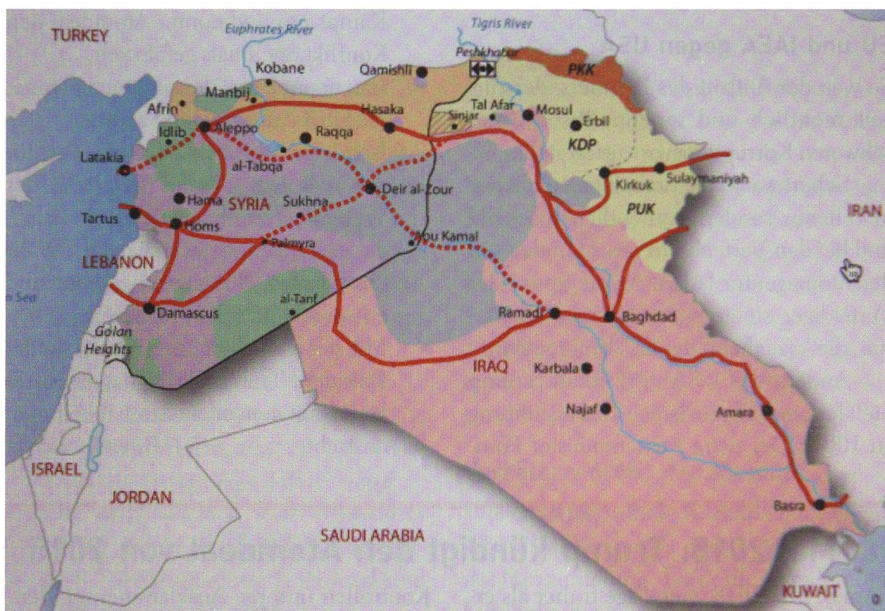 TURKEY
Euphrates River
Tigris River
Peshkhabur
PKK
Kobane
Qamishli
Manbij
Afrin
Idlib
Aleppo
Hasaka
Sinjar
Tal Afar
Mosul
Erbil
KDP
Raqqa
al-Tabqa
Latakia
Deir al-Zour
Kirkuk
Sulaymaniyah
PUK
IRAN
Hama
SYRIA
Sukhna
Tartus
Homs
Palmyra
Abu Kamal
LEBANON
n Sea
Damascus
al-Tanf
Ramadi
Baghdad
Golan
Heights
IRAQ
Karbala
Najaf
Amara
ISRAEL
JORDAN
Basra
SAUDI ARABIA
KUWAIT